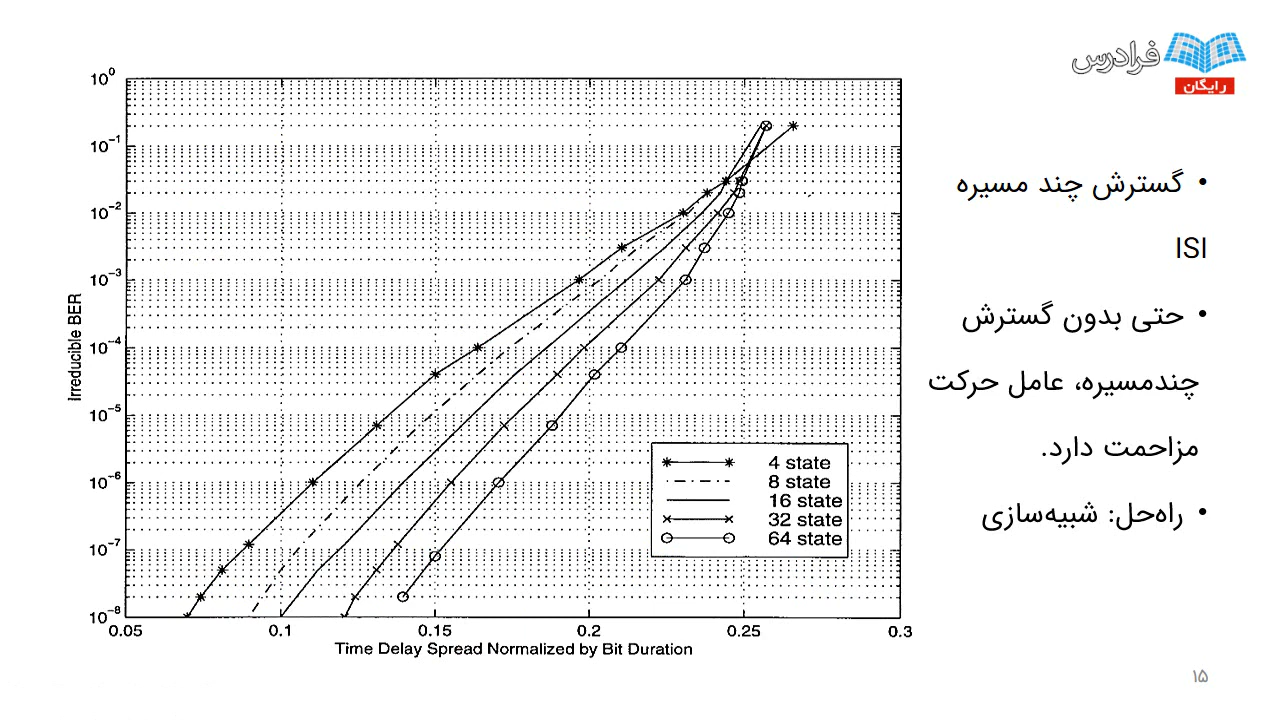 فرادرس
رایگان
• گسترش چند مسیره
ISI
• حتی بدون گسترش
چندمسیره، عامل حرکت
مزاحمت دارد.
• راه‌حل: شبیه‌سازی
10⁰
10⁻¹
10⁻²
10⁻³
10⁻⁴
10⁻⁵
10⁻⁶
10⁻⁷
10⁻⁸
Irreducible BER
4 state
8 state
16 state
32 state
64 state
0.05 0.1 0.15 0.2 0.25 0.3
Time Delay Spread Normalized by Bit Duration
۱۵